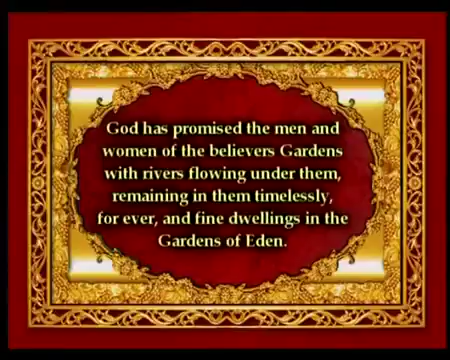 God has promised the men and
women of the believers Gardens
with rivers flowing under them,
remaining in them timelessly,
for ever, and fine dwellings in the
Gardens of Eden.